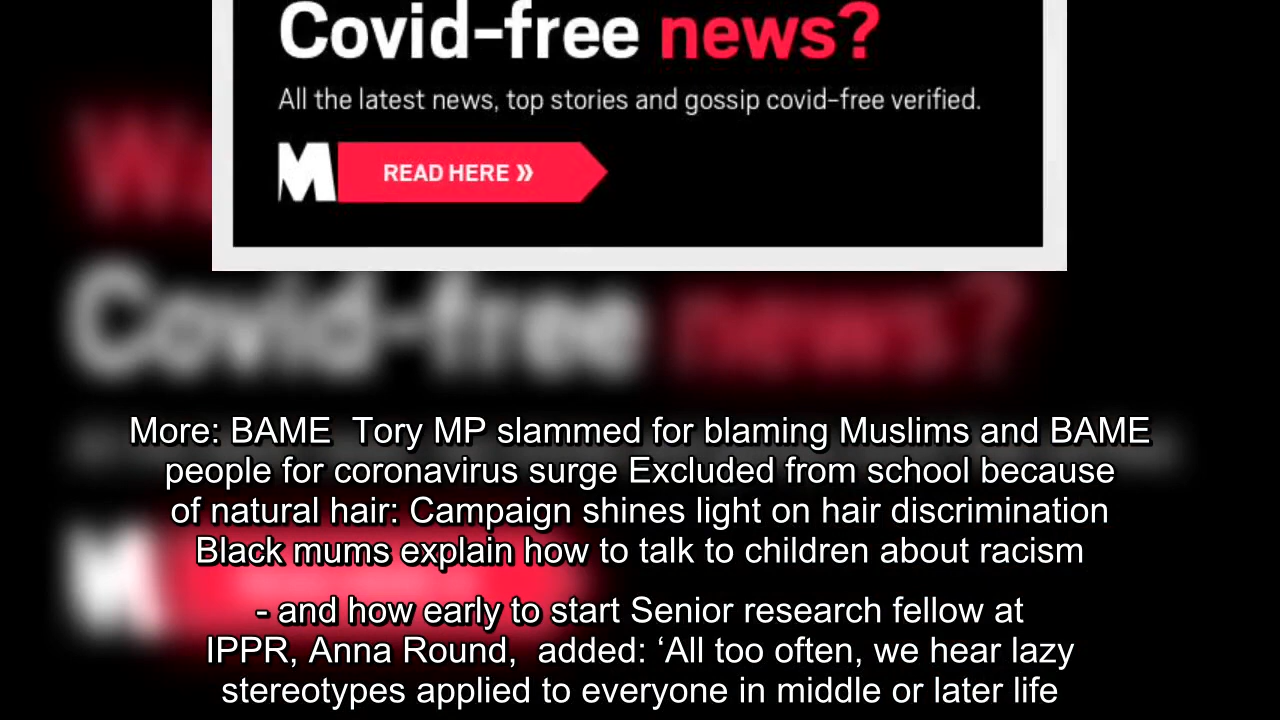 Covid-free news?
All the latest news, top stories and gossip covid-free verified.
M READ HERE »
More: BAME  Tory MP slammed for blaming Muslims and BAME
people for coronavirus surge Excluded from school because
of natural hair: Campaign shines light on hair discrimination
Black mums explain how to talk to children about racism
- and how early to start Senior research fellow at
IPPR, Anna Round,  added: ‘All too often, we hear lazy
stereotypes applied to everyone in middle or later life